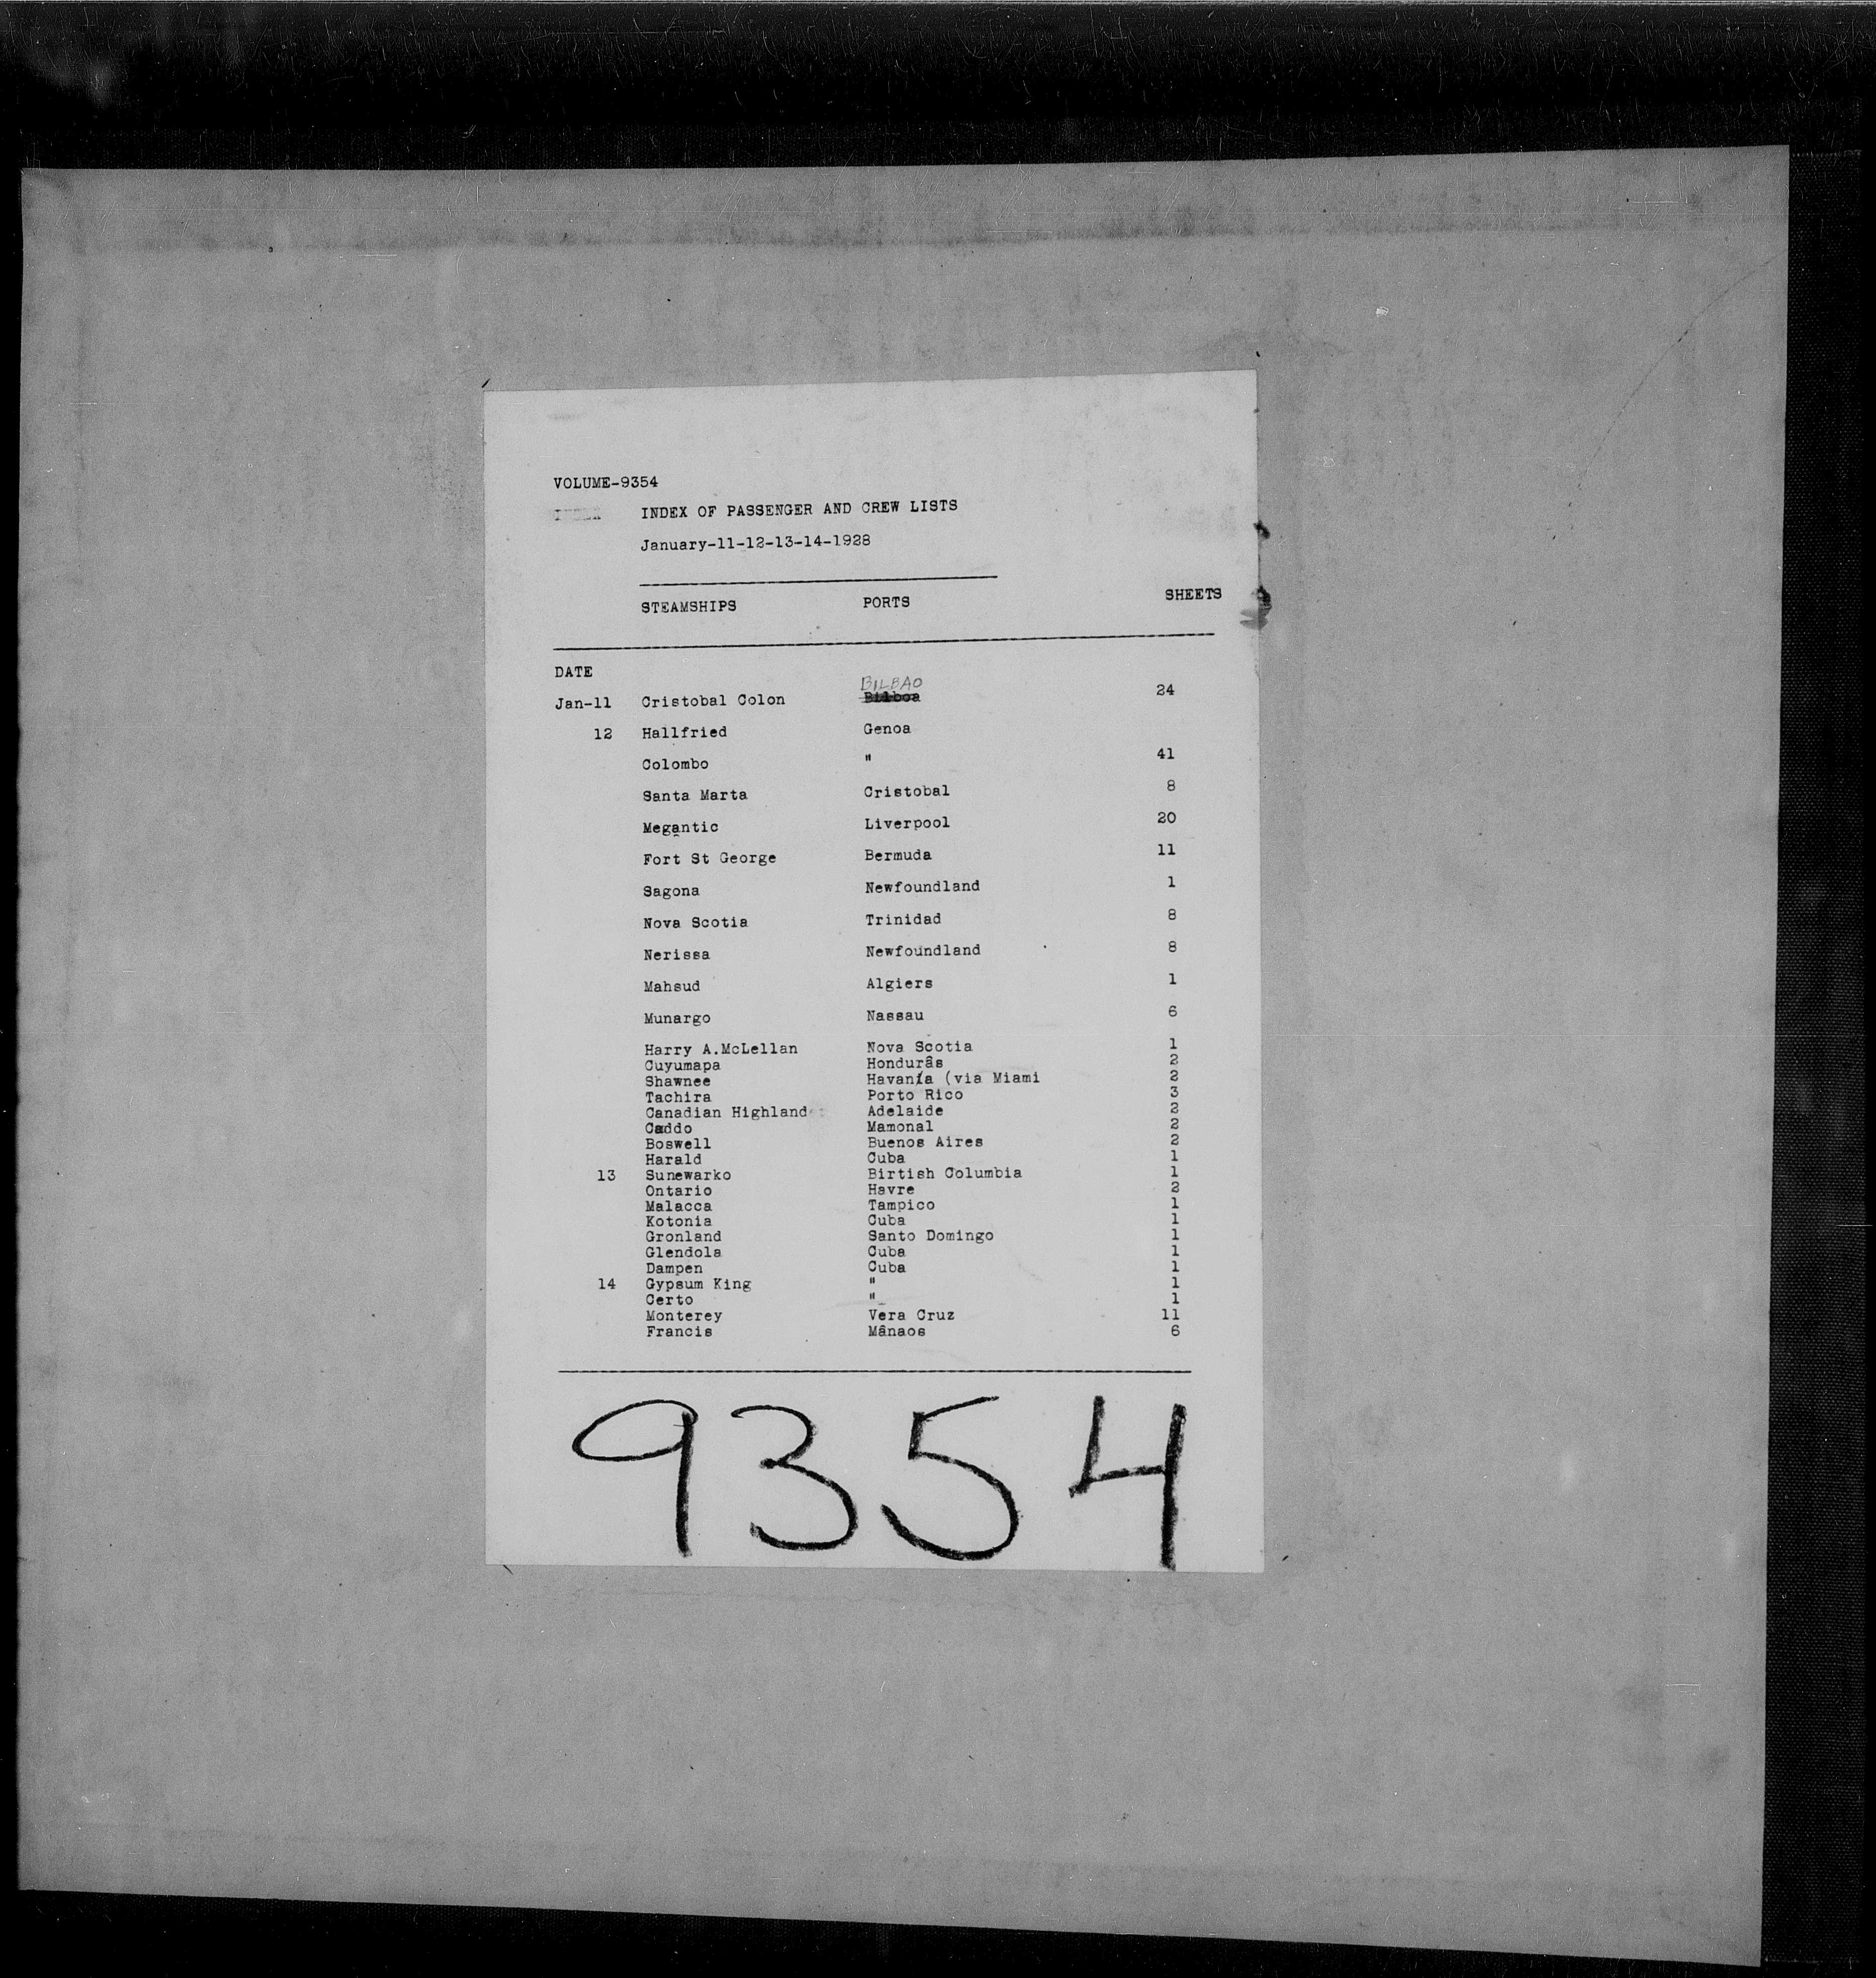 VOLUME-9354
INDEX OF PASSENGER AND CREW LISTS
January-11-12-13-14-1928
STEAMSHIPS PORTS SHEETS
DATE
BILBAO
Jan-11 Cristobal Colon Bilboa 24
12 Hallfried Genoa
Colombo " 41
Santa Marta Cristobal 8
Megantic Liverpool 20
Fort St George Bermuda 11
Sagona Newfoundland 1
Nova Scotia Trinidad 8
Nerissa Newfoundland 8
Mahsud Algiers 1
Munargo Nassau 6
Harry A.McLellan Nova Scotia 1
Cuyumapa Hondurâs 2
Shawnee (via Miami 2
Tachira Porto Rico 3
Canadian Highland Adelaide 2
Caddo Mamonal 2
Boswell Buenos Aires 2
Harald Cuba 1
13 Sunewarko Birtish Columbia 1
Ontario Havre 2
Malacca Tampico 1
Kotonia Cuba 1
Gronland Santo Domingo 1
Glendola Cuba 1
Dampen Cuba 1
14 Gypsum King " 1
Certo " 1
Monterey Vera Cruz 11
Francis Mânaos 6
9354